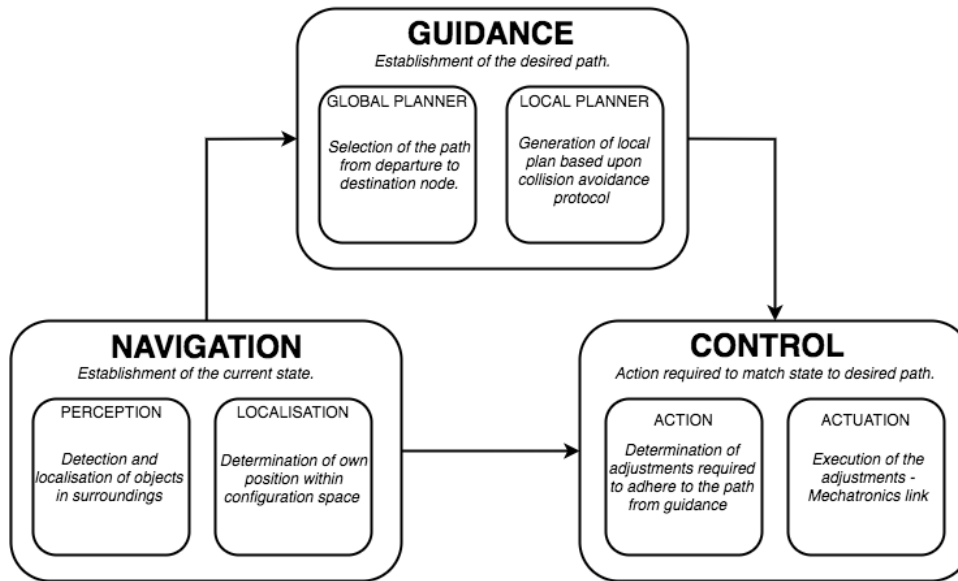 GUIDANCE
Establishment of the desired path.
GLOBAL PLANNER
Selection of the path
from departure to
destination node.
LOCAL PLANNER
Generation of local
plan based upon
collision avoidance
protocol
NAVIGATION
Establishment of the current state.
PERCEPTION
Detection and
localisation of objects
in surroundings
LOCALISATION
Determination of own
position within
configuration space
CONTROL
Action required to match state to desired path.
ACTION
Determination of
adjustments required
to adhere to the path
from guidance
ACTUATION
Execution of the
adjustments -
Mechatronics link